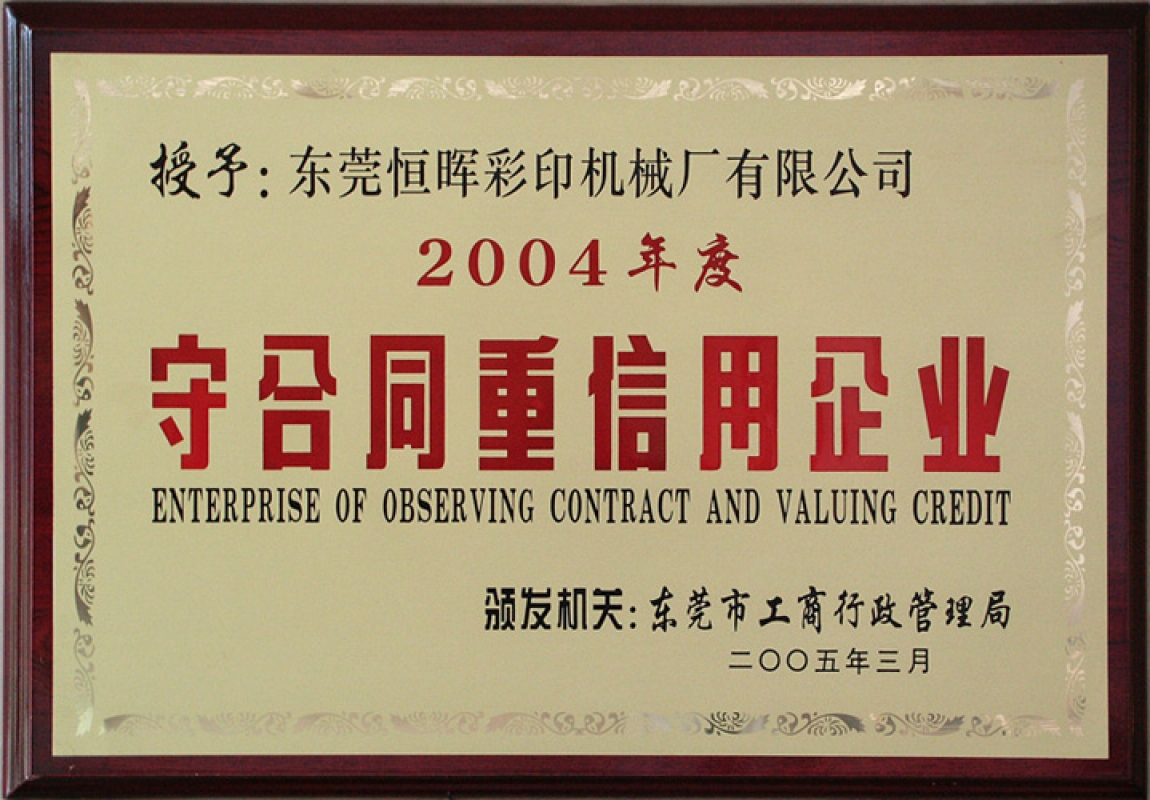 授予:东莞恒晖彩印机械厂有限公司
2004年度
守合同重信用企业
ENTERPRISE OF OBSERVING CONTRACT AND VALUING CREDIT
颁发机关:东莞市工商行政管理局
二〇〇五年三月